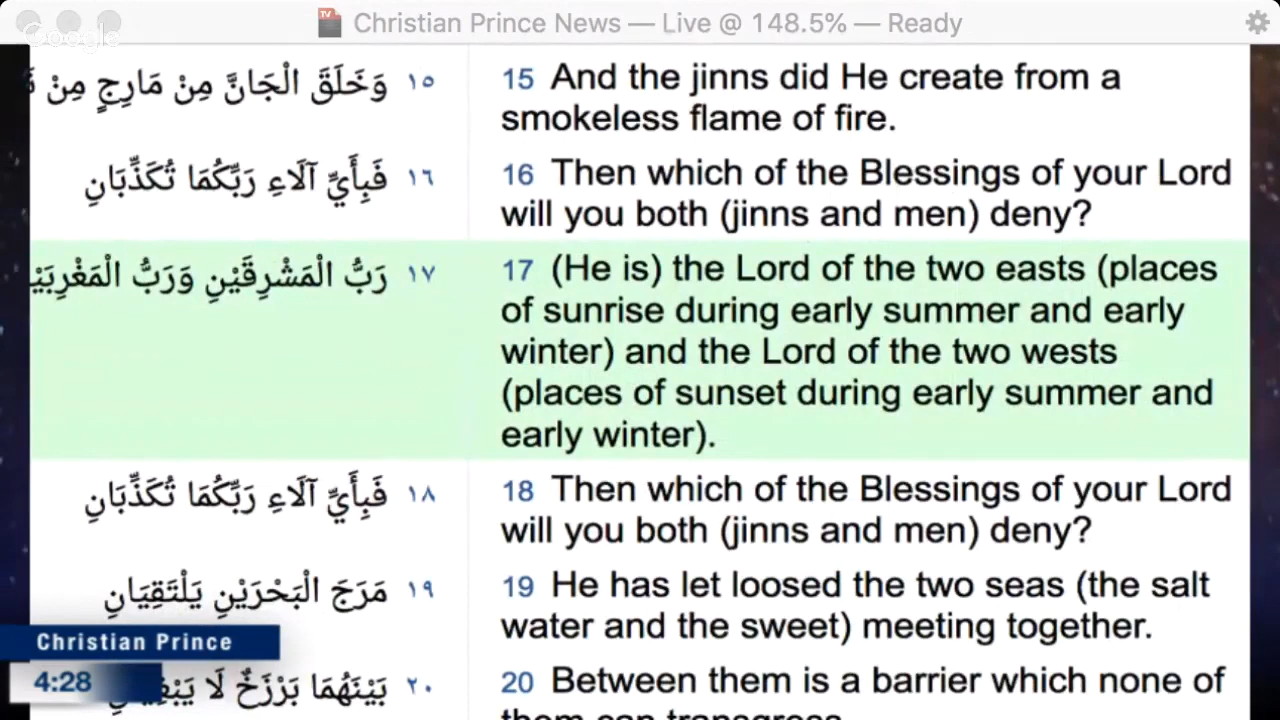 Christian Prince News — Live @ 148.5% — Ready
TV
Google
١٥ وَخَلَقَ الْجَانَّ مِنْ مَارِجٍ مِنْ
15 And the jinns did He create from a
smokeless flame of fire.
١٦ فَبِأَيِّ آلَاءِ رَبِّكُمَا تُكَذِّبَانِ
16 Then which of the Blessings of your Lord
will you both (jinns and men) deny?
١٧ رَبُّ الْمَشْرِقَيْنِ وَرَبُّ
17 (He is) the Lord of the two easts (places
of sunrise during early summer and early
winter) and the Lord of the two wests
(places of sunset during early summer and
early winter).
١٨ فَبِأَيِّ آلَاءِ رَبِّكُمَا تُكَذِّبَانِ
18 Then which of the Blessings of your Lord
will you both (jinns and men) deny?
١٩ مَرَجَ الْبَحْرَيْنِ يَلْتَقِيَانِ
19 He has let loosed the two seas (the salt
water and the sweet) meeting together.
٢٠ بَيْنَهُمَا بَرْزَخٌ لَا
20 Between them is a barrier which none of
them can transgress.
Christian Prince
4:28